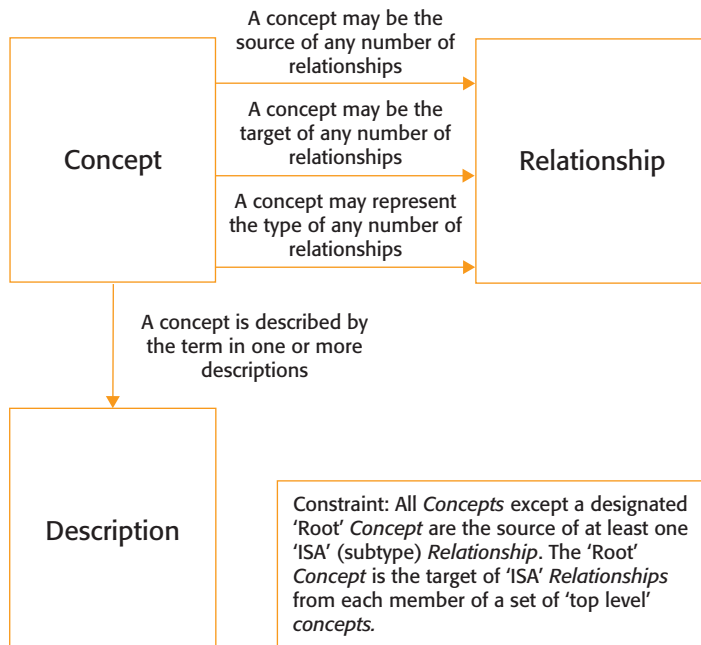 A concept may be the
source of any number of
relationships
Concept
A concept may be the
target of any number of
relationships
Relationship
A concept may represent
the type of any number of
relationships
A concept is described by
the term in one or more
descriptions
Description
Constraint: All Concepts except a designated
‘Root’ Concept are the source of at least one
‘ISA’ (subtype) Relationship. The ‘Root’
Concept is the target of ‘ISA’ Relationships
from each member of a set of ‘top level’
concepts.